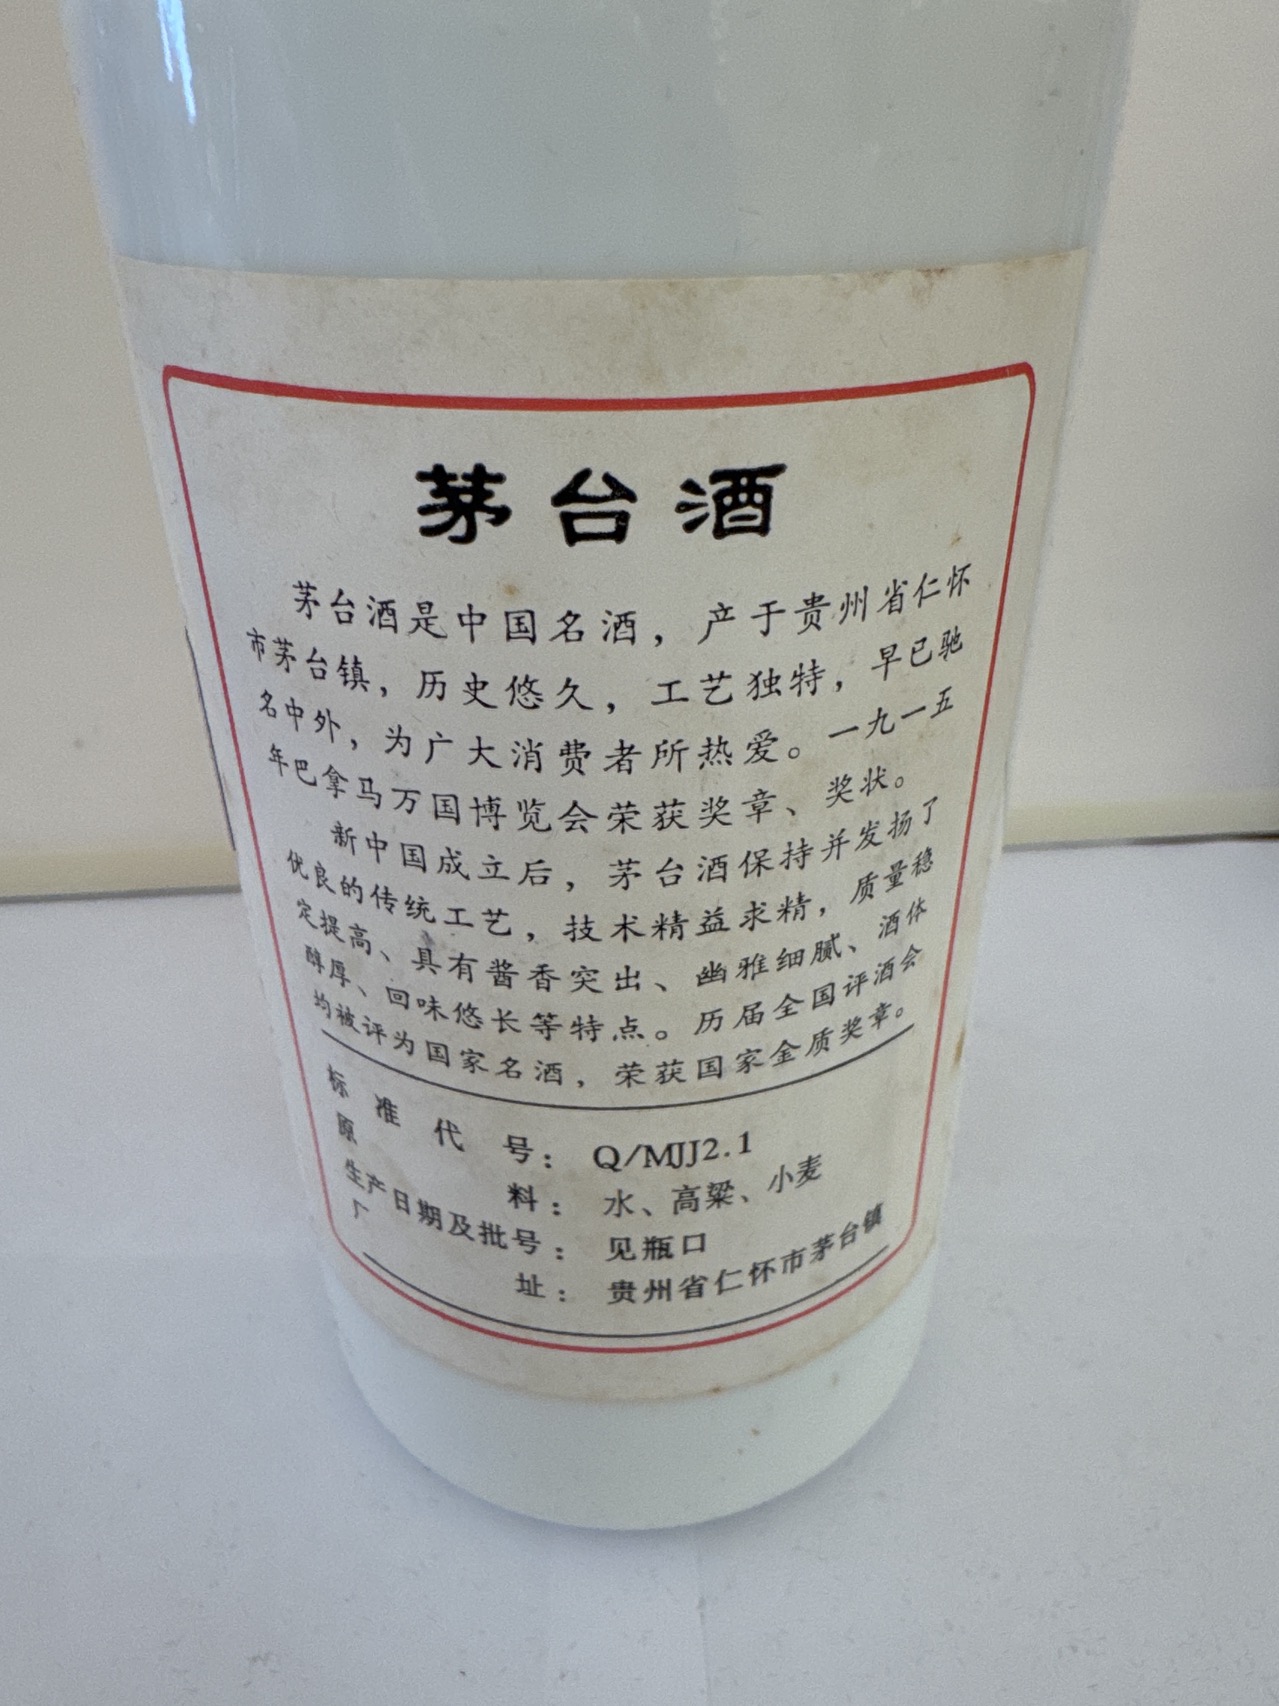 茅台酒
茅台酒是中国名酒，产于贵州省仁怀
市茅台镇，历史悠久，工艺独特，早已驰
名中外，为广大消费者所热爱。一九一五
年巴拿马万国博览会荣获奖章、奖状。
新中国成立后，茅台酒保持并发扬了
优良的传统工艺，技术精益求精，质量稳
定提高、具有酱香突出、幽雅细腻、酒体
醇厚、回味悠长等特点。历届全国评酒会
均被评为国家名酒，荣获国家金质奖章。
标准代号：Q/MJJ2.1
原料：水、高粱、小麦
生产日期及批号：见瓶口
厂址：贵州省仁怀市茅台镇